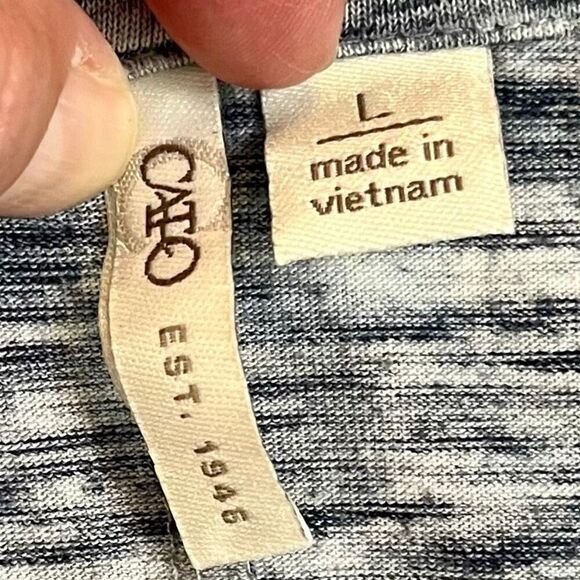 CATO
EST. 1946
L
made in
vietnam